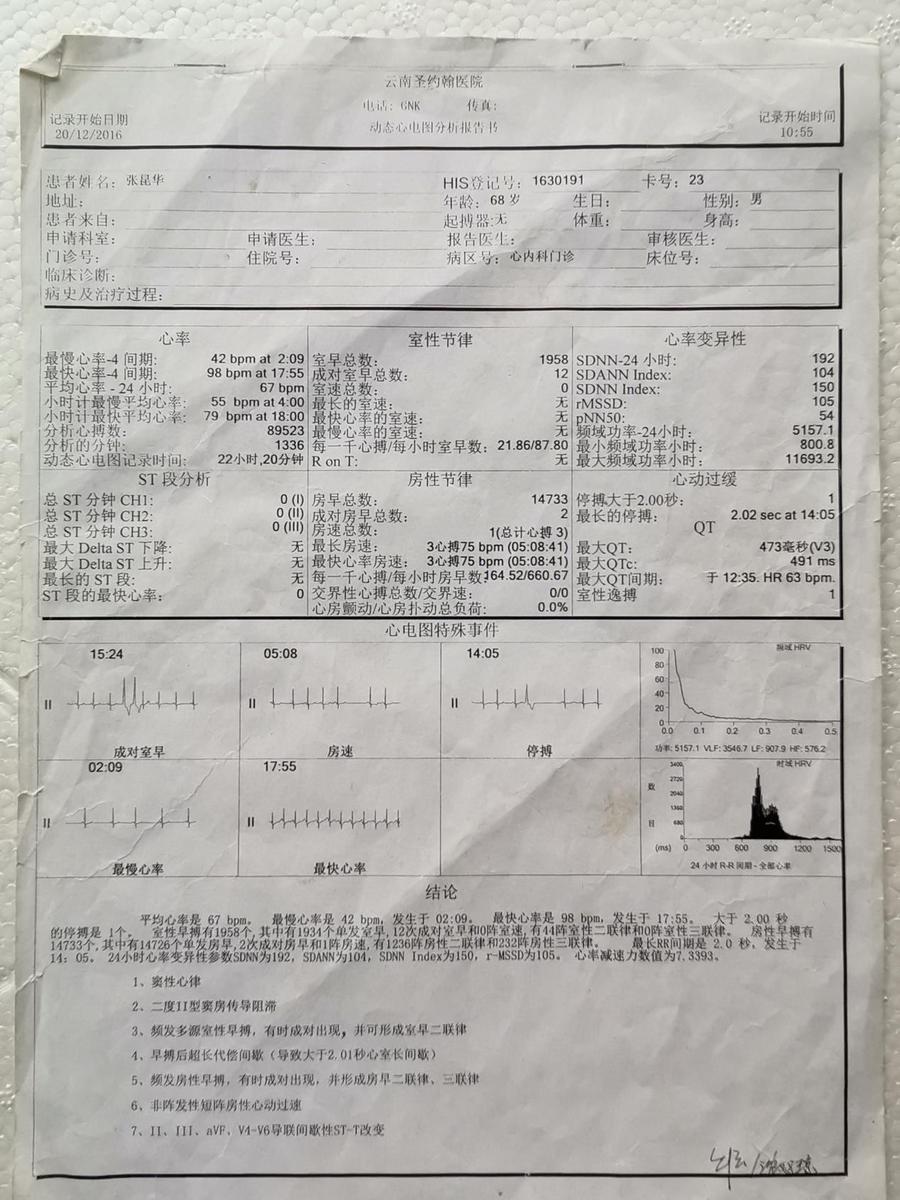 云南圣约翰医院
电话: GNK 传真:
动态心电图分析报告书
记录开始日期
20/12/2016
记录开始时间
10:55
患者姓名: 张昆华 HIS登记号: 1630191 卡号: 23
地址: 年龄: 68 岁 生日: 性别: 男
患者来自: 起搏器:无 体重: 身高:
申请科室: 申请医生: 报告医生: 审核医生:
门诊号: 住院号: 病区号: 心内科门诊 床位号:
临床诊断:
病史及治疗过程:
心率
最慢心率-4 间期: 42 bpm at 2:09
最快心率-4 间期: 98 bpm at 17:55
平均心率 - 24 小时: 67 bpm
小时计最慢平均心率: 55 bpm at 4:00
小时计最快平均心率: 79 bpm at 18:00
分析心搏数: 89523
分析的分钟: 1336
动态心电图记录时间: 22小时,20分钟
室性节律
室早总数: 1958
成对室早总数: 12
室速总数: 0
最长的室速: 无
最快心率的室速: 无
最慢心率的室速: 无
每一千心搏/每小时室早数: 21.86/87.80
R on T: 无
心率变异性
SDNN-24 小时: 192
SDANN Index: 104
SDNN Index: 150
rMSSD: 105
pNN50: 54
频域功率-24小时: 5157.1
最小频域功率小时: 800.8
最大频域功率小时: 11693.2
ST 段分析
总 ST 分钟 CH1: 0 (I)
总 ST 分钟 CH2: 0 (II)
总 ST 分钟 CH3: 0 (III)
最大 Delta ST 下降: 无
最大 Delta ST 上升: 无
最长的 ST 段: 无
ST 段的最快心率: 0
房性节律
房早总数: 14733
成对房早总数: 2
房速总数: 1(总计心搏 3)
最长房速: 3心搏75 bpm (05:08:41)
最快心率房速: 3心搏75 bpm (05:08:41)
每一千心搏/每小时房早数:164.52/660.67
交界性心搏总数/交界速: 0/0
心房颤动/心房扑动总负荷: 0.0%
心动过缓
停搏大于2.00秒: 1
最长的停搏: 2.02 sec at 14:05
QT
最大QT: 473毫秒(V3)
最大QTc: 491 ms
最大QT间期: 于 12:35. HR 63 bpm.
室性逸搏 1
心电图特殊事件
15:24
II
成对室早
05:08
II
房速
14:05
II
停搏
频域 HRV
100
80
60
40
20
0
0.0 0.1 0.2 0.3 0.4 0.5
功率: 5157.1 VLF: 3546.7 LF: 907.9 HF: 576.2
02:09
II
最慢心率
17:55
II
最快心率
时域 HRV
3400
2720
2040
1360
680
0
数
目
(ms) 0 300 600 900 1200 1500
24 小时 R-R 间期 - 全部心率
结论
平均心率是 67 bpm。 最慢心率是 42 bpm, 发生于 02:09。 最快心率是 98 bpm, 发生于 17:55。 大于 2.00 秒
的停搏是 1个。 室性早搏有1958个, 其中有1934个单发室早, 12次成对室早和0阵室速, 有44阵室性二联律和0阵室性三联律。 房性早搏有
14733个, 其中有14726个单发房早, 2次成对房早和1阵房速, 有1236阵房性二联律和232阵房性三联律。 最长RR间期是 2.0 秒, 发生于
14: 05。 24小时心率变异性参数SDNN为192, SDANN为104, SDNN Index为150, r-MSSD为105。 心率减速力数值为7.3393。
1、窦性心律
2、二度II型窦房传导阻滞
3、频发多源室性早搏, 有时成对出现, 并可形成室早二联律
4、早搏后超长代偿间歇 (导致大于2.01秒心室长间歇)
5、频发房性早搏, 有时成对出现, 并形成房早二联律、三联律
6、非阵发性短阵房性心动过速
7、II、III、aVF、V4-V6导联间歇性ST-T改变